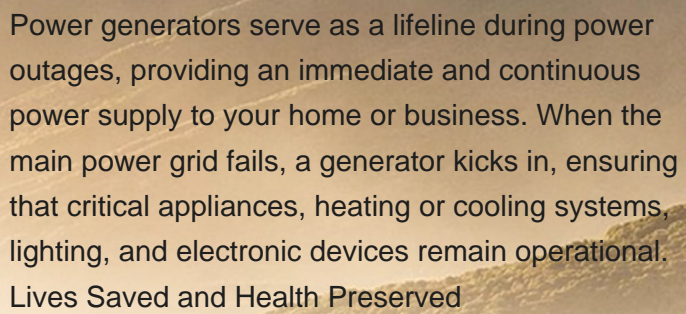 Power generators serve as a lifeline during power
outages, providing an immediate and continuous
power supply to your home or business. When the
main power grid fails, a generator kicks in, ensuring
that critical appliances, heating or cooling systems,
lighting, and electronic devices remain operational.
Lives Saved and Health Preserved